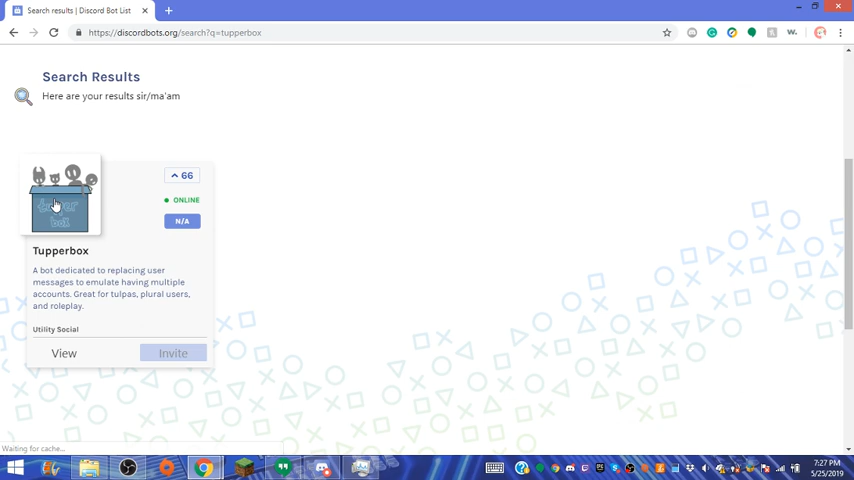 Search results | Discord Bot List
https://discordbots.org/search?q=tupperbox
W.
Search Results
Here are your results sir/ma'am
66
ONLINE
N/A
tupper
box
Tupperbox
A bot dedicated to replacing user
messages to emulate having multiple
accounts. Great for tulpas, plural users,
and roleplay.
Utility Social
View
Invite
Waiting for cache...
7:27 PM
5/25/2019